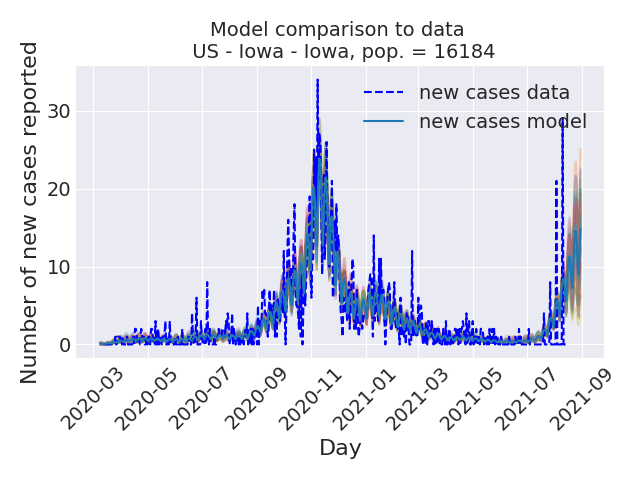 Model comparison to data
US - Iowa - Iowa, pop. = 16184
Number of new cases reported
30
20
10
0
new cases data
new cases model
2020-03
2020-05
2020-07
2020-09
2020-11
2021-01
2021-03
2021-05
2021-07
2021-09
Day